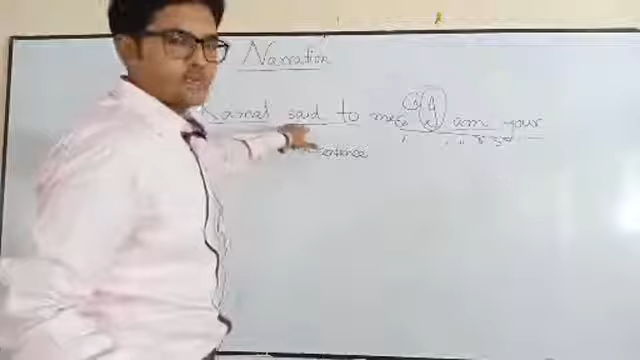 Narration
Kamal said to me, "I am your
sentence